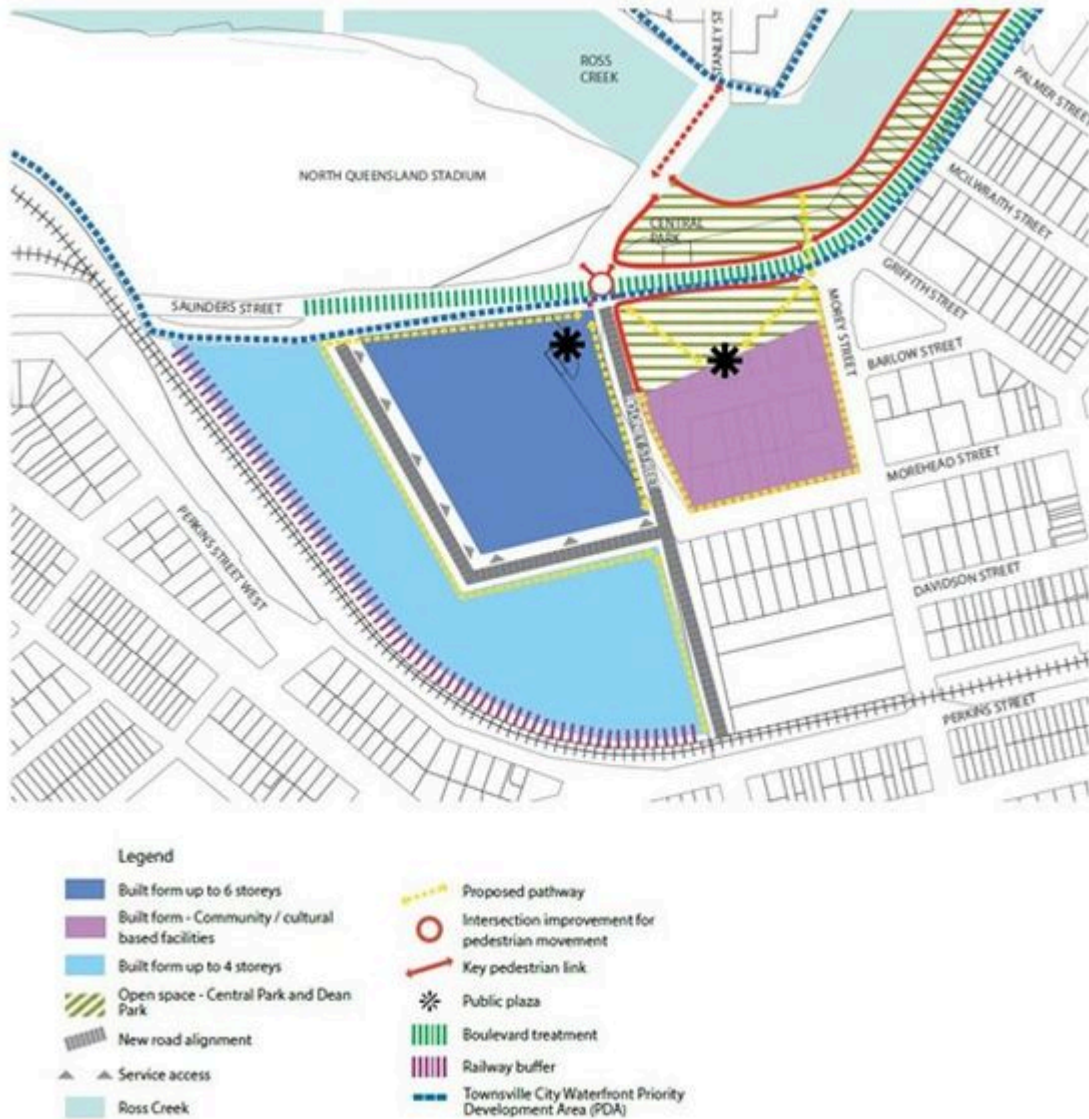 ROSS
CREEK
STANLEY ST
PALMER STREET
NORTH QUEENSLAND STADIUM
MCILWRAITH STREET
CENTRAL
PARK
GRIFFITH STREET
SAUNDERS STREET
MOREY STREET
BARLOW STREET
STREET
MOREHEAD STREET
PERKINS STREET WEST
DAVIDSON STREET
PERKINS STREET
Legend
Built form up to 6 storeys
Built form - Community / cultural
based facilities
Built form up to 4 storeys
Open space - Central Park and Dean
Park
New road alignment
Service access
Ross Creek
Proposed pathway
Intersection improvement for
pedestrian movement
Key pedestrian link
Public plaza
Boulevard treatment
Railway buffer
Townsville City Waterfront Priority
Development Area (PDA)